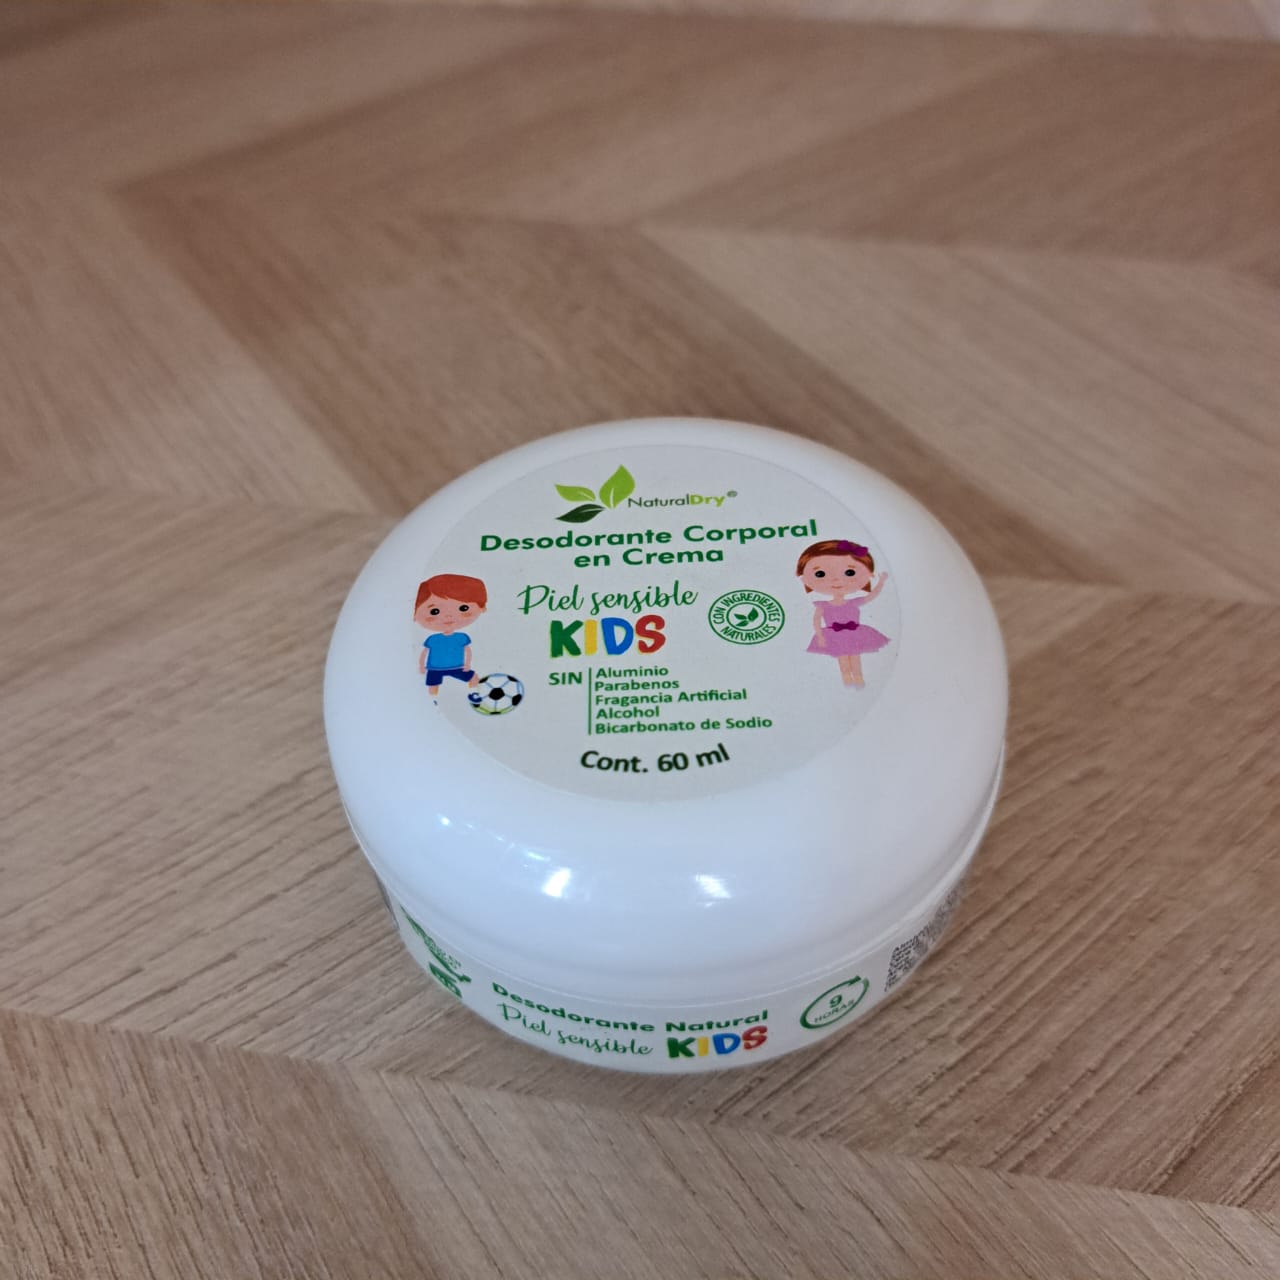 NaturalDry®
Desodorante Corporal
en Crema
Piel sensible
KIDS
CON INGREDIENTES
NATURALES
SIN
Aluminio
Parabenos
Fragancia Artificial
Alcohol
Bicarbonato de Sodio
Cont. 60 ml
Desodorante Natural
Piel sensible KIDS
9
HORAS